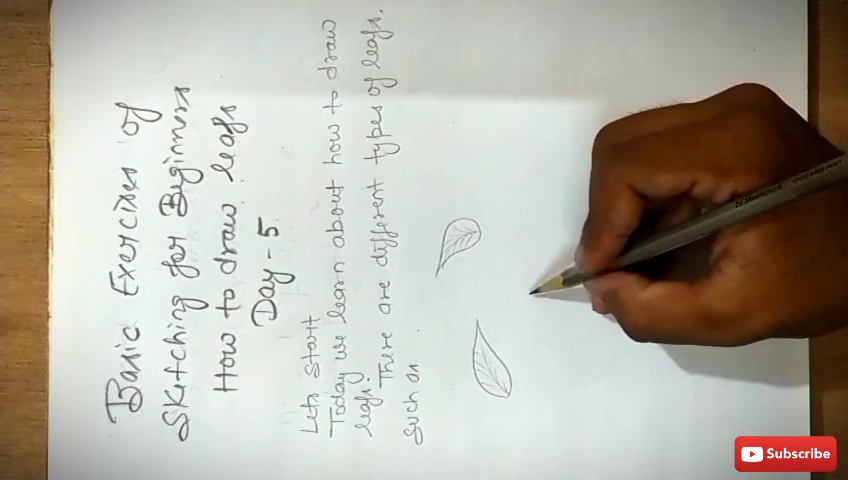 Basic Exercises of
Sketching for Beginners
How to draw leafs
Day - 5
Lets start
Today we learn about how to draw
leafs.
There are different types of leafs.
Such as
Subscribe